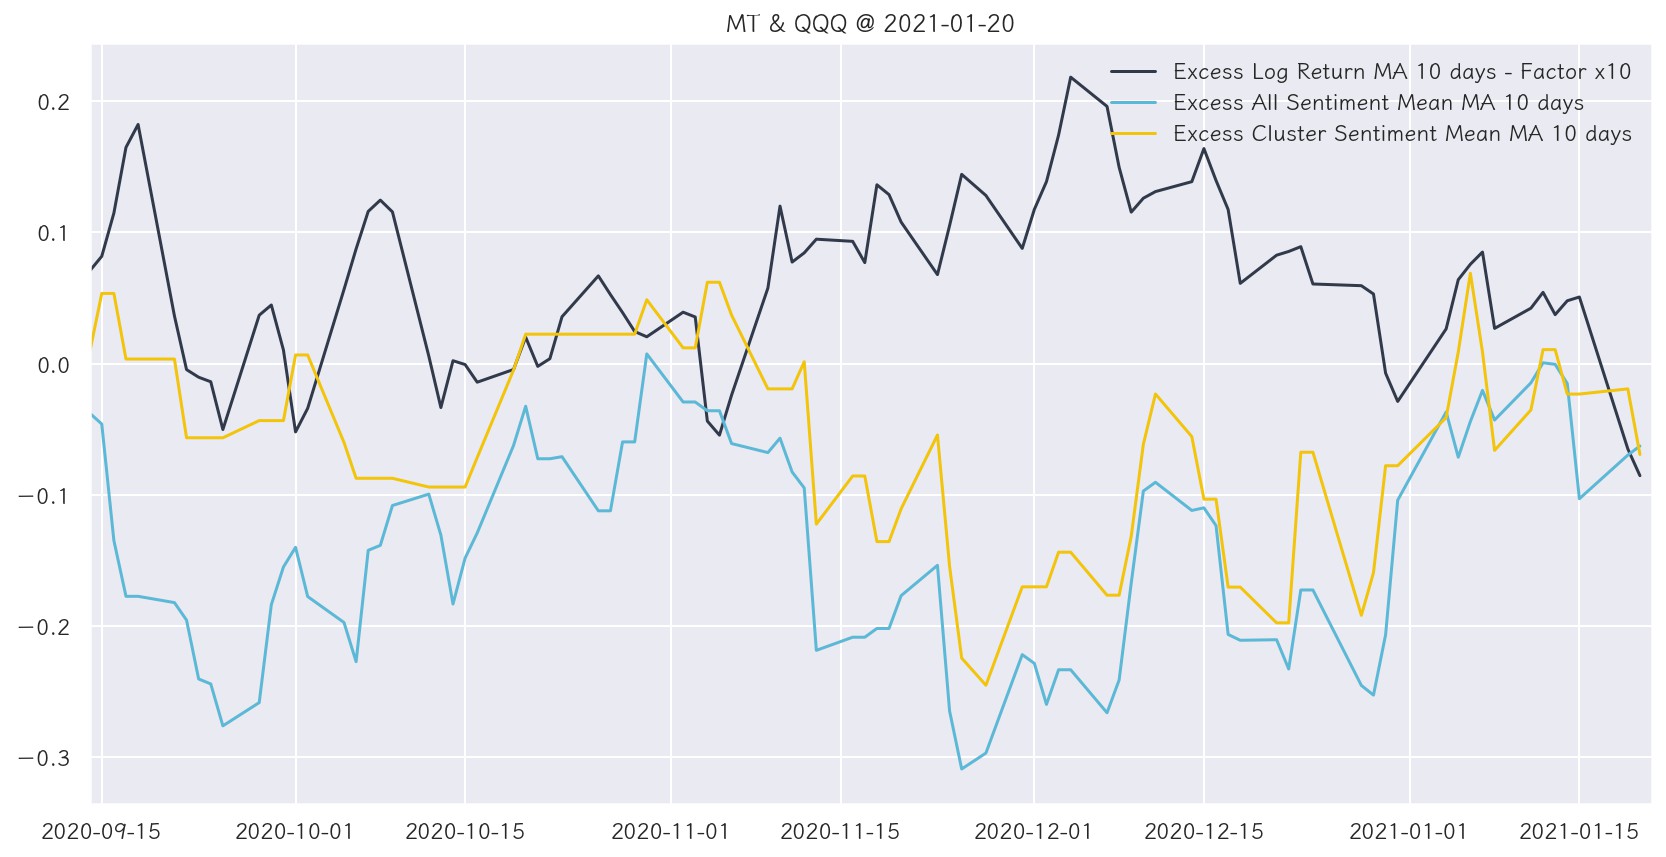 MT & QQQ @ 2021-01-20
Excess Log Return MA 10 days - Factor x10
Excess All Sentiment Mean MA 10 days
Excess Cluster Sentiment Mean MA 10 days
0.2
0.1
0.0
−0.1
−0.2
−0.3
2020-09-15 2020-10-01 2020-10-15 2020-11-01 2020-11-15 2020-12-01 2020-12-15 2021-01-01 2021-01-15